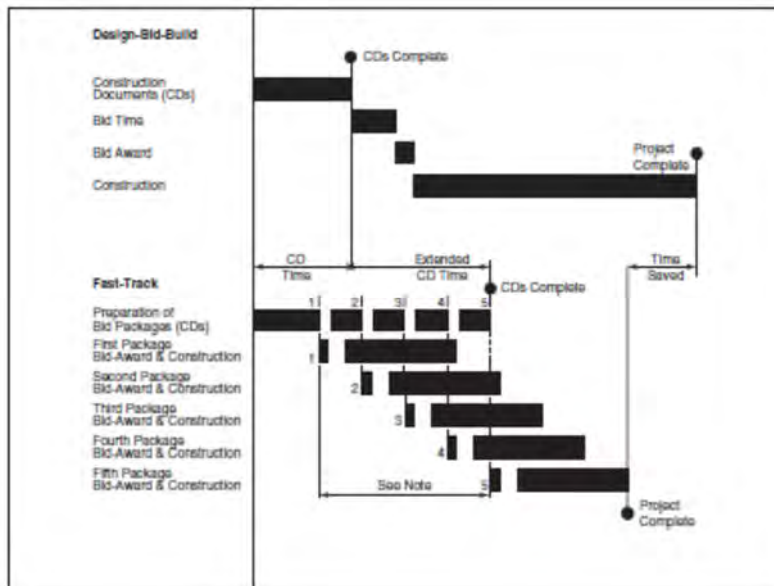 Design-Bid-Build
CDs Complete
Construction
Documents (CDs)
Bid Time
Bid Award
Project
Complete
Construction
CD
Time
Extended
CD Time
Time
Saved
Fast-Track
CDs Complete
1 2 3 4 5
Preparation of
Bid Packages (CDs)
First Package
Bid-Award & Construction
1
Second Package
Bid-Award & Construction
2
Third Package
Bid-Award & Construction
3
Fourth Package
Bid-Award & Construction
4
Fifth Package
Bid-Award & Construction
5
See Note
Project
Complete